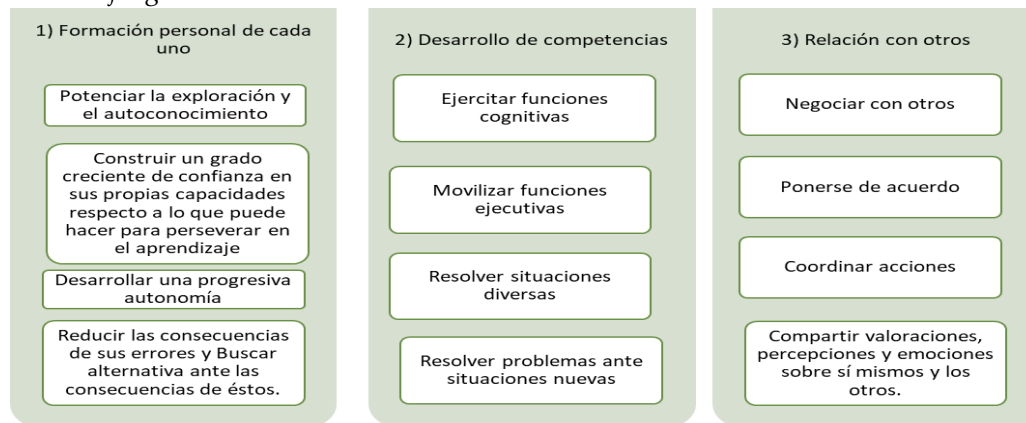 1) Formación personal de cada
uno
Potenciar la exploración y
el autoconocimiento
Construir un grado
creciente de confianza en
sus propias capacidades
respecto a lo que puede
hacer para perseverar en
el aprendizaje
Desarrollar una progresiva
autonomía
Reducir las consecuencias
de sus errores y Buscar
alternativa ante las
consecuencias de éstos.
2) Desarrollo de competencias
Ejercitar funciones
cognitivas
Movilizar funciones
ejecutivas
Resolver situaciones
diversas
Resolver problemas ante
situaciones nuevas
3) Relación con otros
Negociar con otros
Ponerse de acuerdo
Coordinar acciones
Compartir valoraciones,
percepciones y emociones
sobre sí mismos y los
otros.